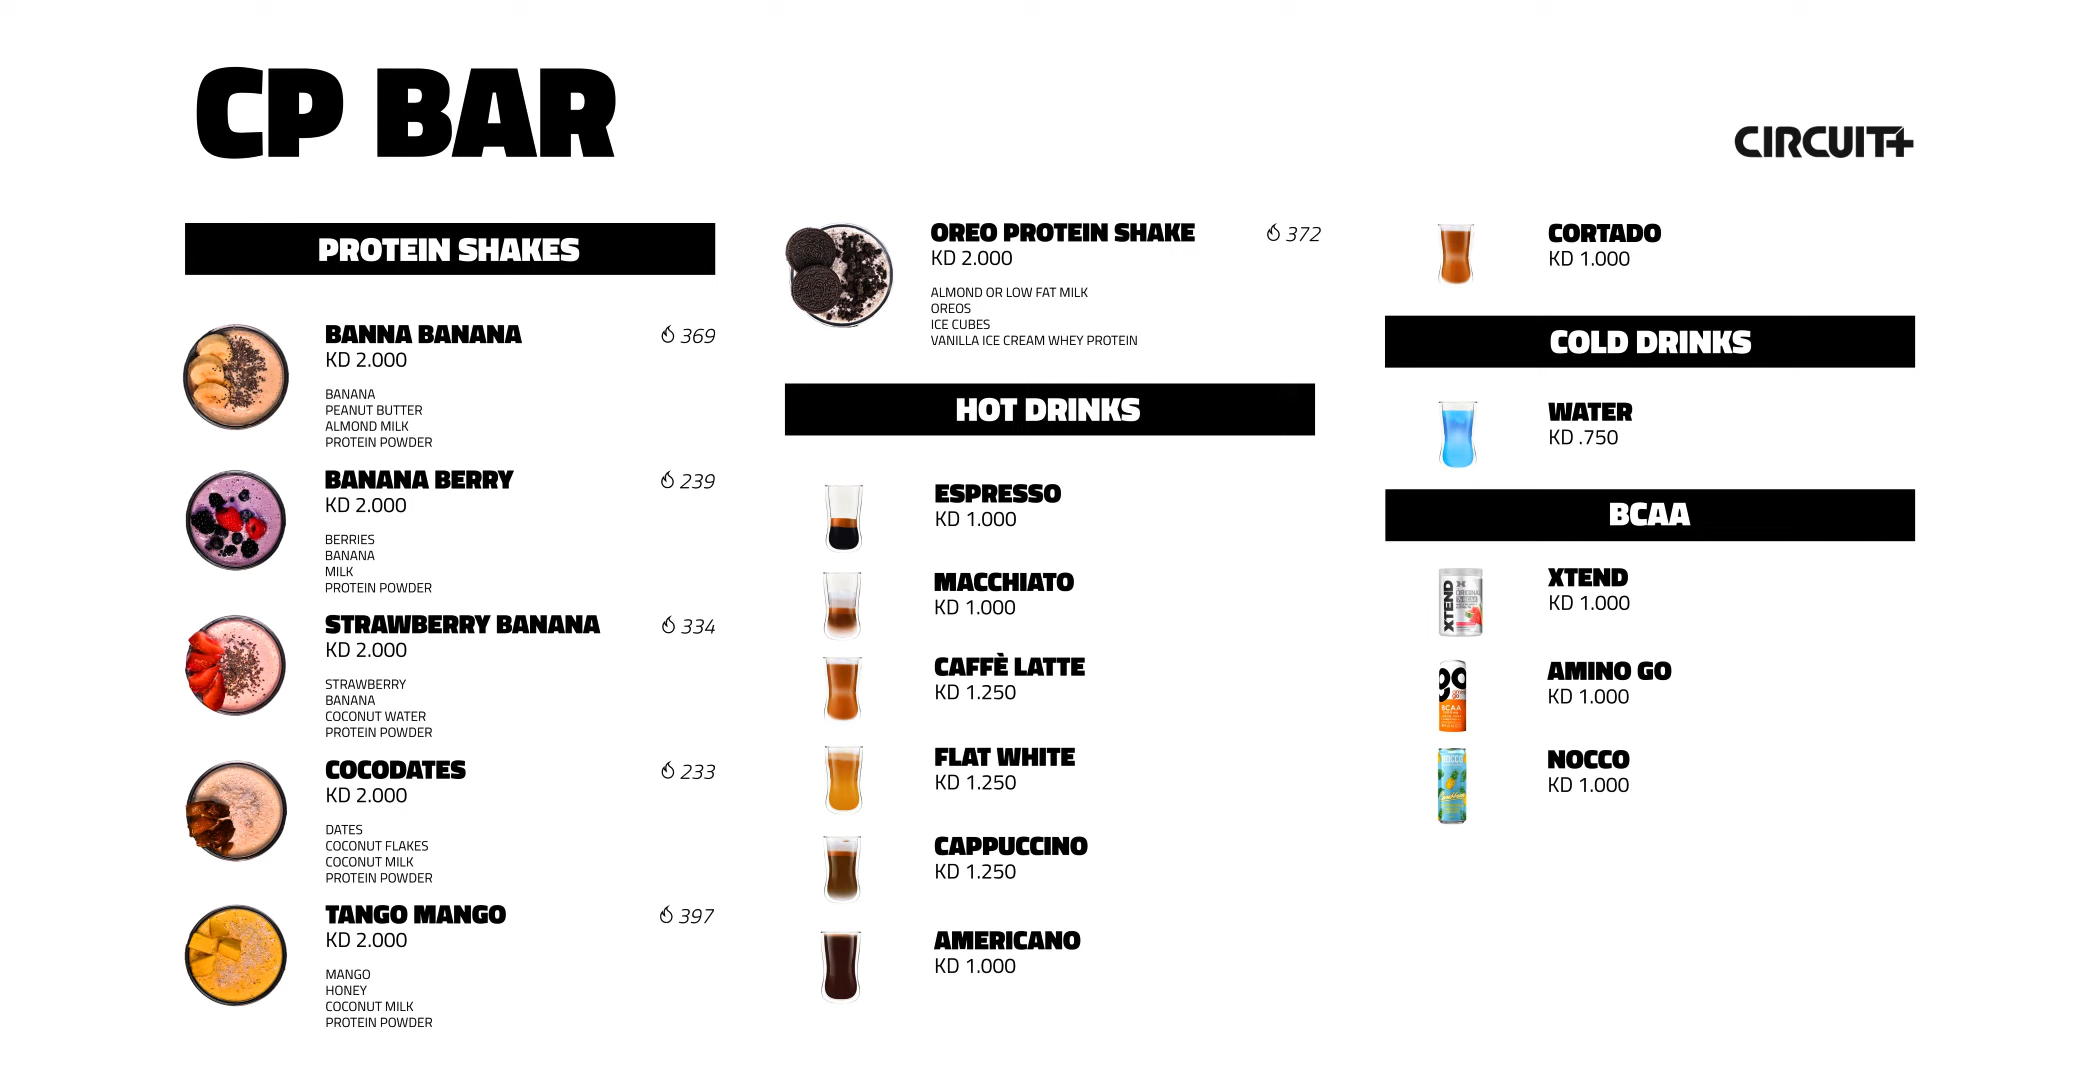 CP BAR
CIRCUIT+
PROTEIN SHAKES
BANNA BANANA
369
KD 2.000
BANANA
PEANUT BUTTER
ALMOND MILK
PROTEIN POWDER
BANANA BERRY
239
KD 2.000
BERRIES
BANANA
MILK
PROTEIN POWDER
STRAWBERRY BANANA
334
KD 2.000
STRAWBERRY
BANANA
COCONUT WATER
PROTEIN POWDER
COCODATES
233
KD 2.000
DATES
COCONUT FLAKES
COCONUT MILK
PROTEIN POWDER
TANGO MANGO
397
KD 2.000
MANGO
HONEY
COCONUT MILK
PROTEIN POWDER
OREO PROTEIN SHAKE
372
KD 2.000
ALMOND OR LOW FAT MILK
OREOS
ICE CUBES
VANILLA ICE CREAM WHEY PROTEIN
HOT DRINKS
ESPRESSO
KD 1.000
MACCHIATO
KD 1.000
CAFFÈ LATTE
KD 1.250
FLAT WHITE
KD 1.250
CAPPUCCINO
KD 1.250
AMERICANO
KD 1.000
CORTADO
KD 1.000
COLD DRINKS
WATER
KD .750
BCAA
XTEND
ORIGINAL
XTEND
KD 1.000
go
BCAA
AMINO GO
KD 1.000
NOCCO
NOCCO
KD 1.000